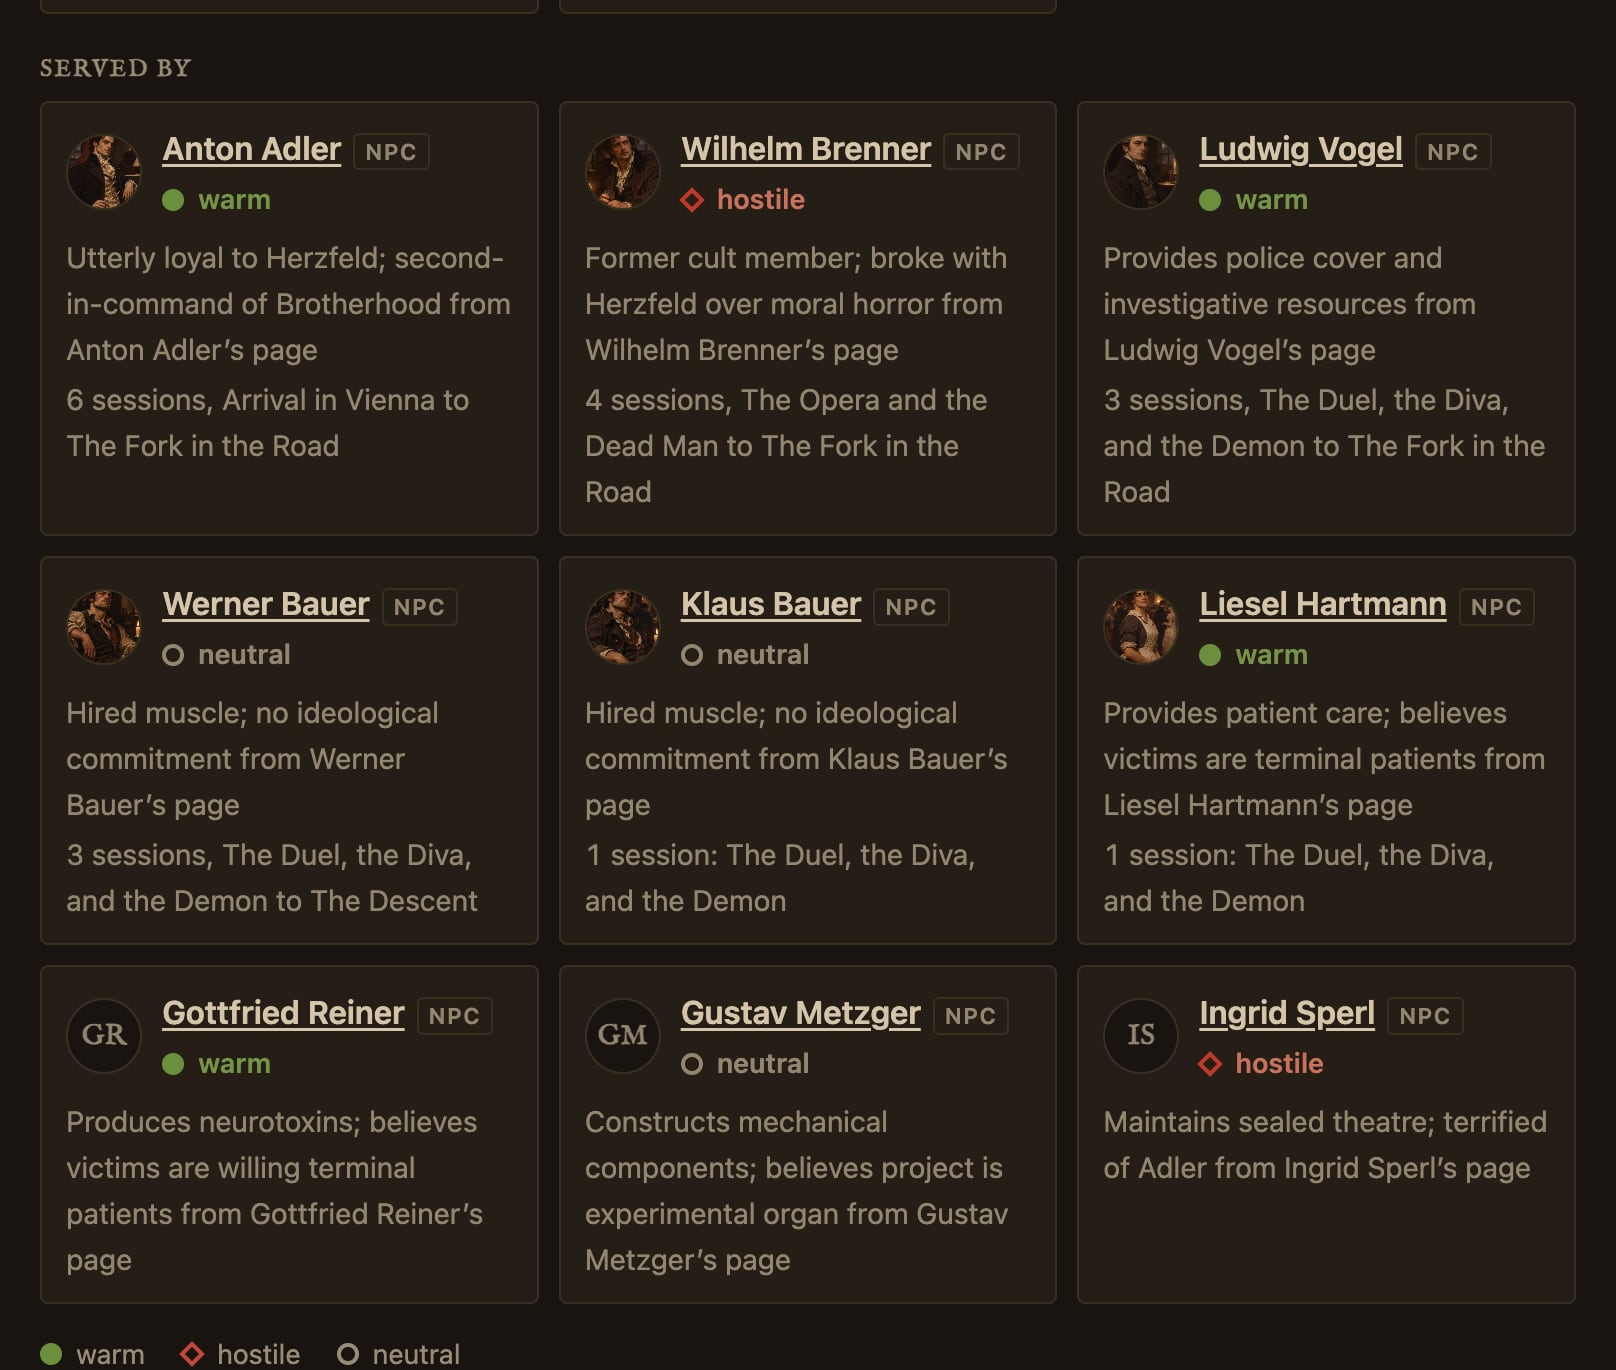 SERVED BY
Anton Adler NPC
warm
Utterly loyal to Herzfeld; second-
in-command of Brotherhood from
Anton Adler’s page
6 sessions, Arrival in Vienna to
The Fork in the Road
Wilhelm Brenner NPC
hostile
Former cult member; broke with
Herzfeld over moral horror from
Wilhelm Brenner’s page
4 sessions, The Opera and the
Dead Man to The Fork in the
Road
Ludwig Vogel NPC
warm
Provides police cover and
investigative resources from
Ludwig Vogel’s page
3 sessions, The Duel, the Diva,
and the Demon to The Fork in the
Road
Werner Bauer NPC
neutral
Hired muscle; no ideological
commitment from Werner
Bauer’s page
3 sessions, The Duel, the Diva,
and the Demon to The Descent
Klaus Bauer NPC
neutral
Hired muscle; no ideological
commitment from Klaus Bauer’s
page
1 session: The Duel, the Diva,
and the Demon
Liesel Hartmann NPC
warm
Provides patient care; believes
victims are terminal patients from
Liesel Hartmann’s page
1 session: The Duel, the Diva,
and the Demon
GR
Gottfried Reiner NPC
warm
Produces neurotoxins; believes
victims are willing terminal
patients from Gottfried Reiner’s
page
GM
Gustav Metzger NPC
neutral
Constructs mechanical
components; believes project is
experimental organ from Gustav
Metzger’s page
IS
Ingrid Sperl NPC
hostile
Maintains sealed theatre; terrified
of Adler from Ingrid Sperl’s page
warm hostile neutral